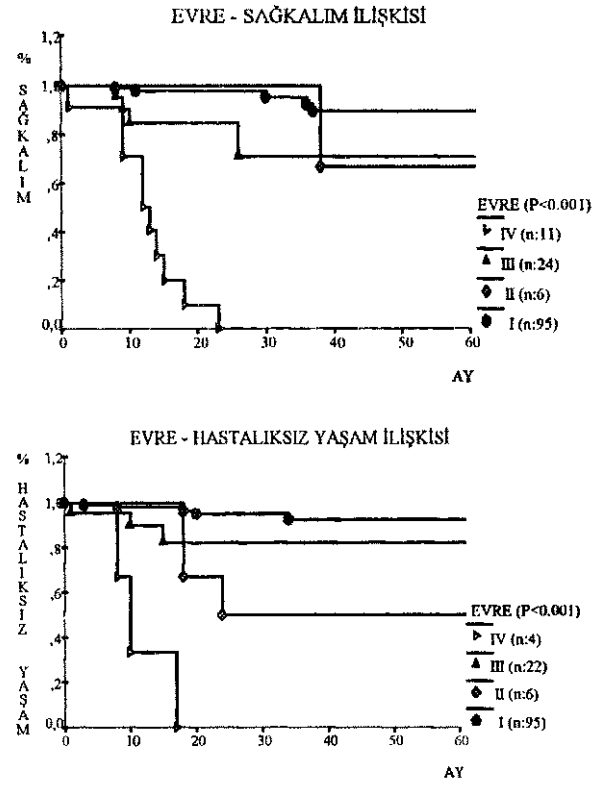 EVRE - SAĞKALIM İLİŞKİSİ
%
SAĞKALIM
1,2
1,0
,8
,6
,4
,2
0,0
0
10
20
30
40
50
60
AY
EVRE (P<0.001)
IV (n:11)
III (n:24)
II (n:6)
I (n:95)
EVRE - HASTALIKSIZ YAŞAM İLİŞKİSİ
%
HASTALIKSIZ YAŞAM
1,2
1,0
,8
,6
,4
,2
0,0
0
10
20
30
40
50
60
AY
EVRE (P<0.001)
IV (n:4)
III (n:22)
II (n:6)
I (n:95)